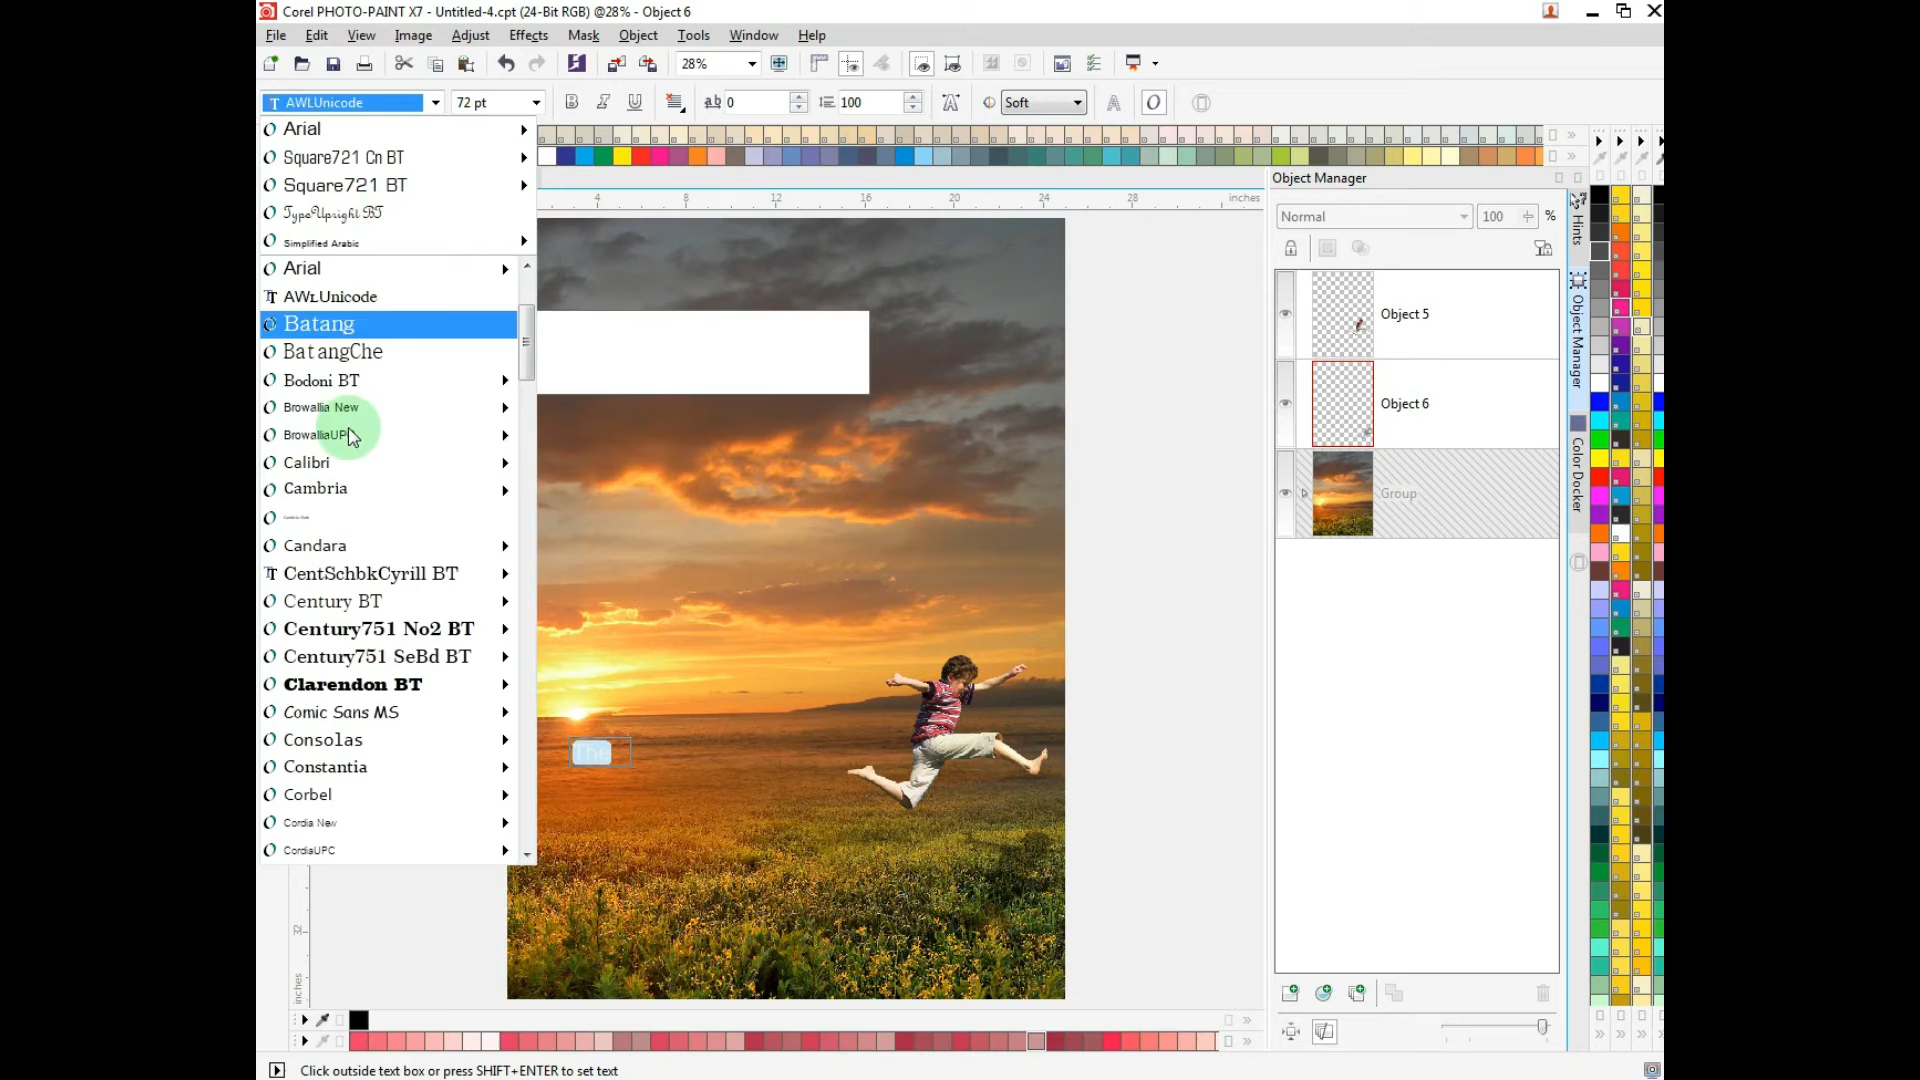 Corel PHOTO-PAINT X7 - Untitled-4.cpt (24-Bit RGB) @28% - Object 6
File Edit View Image Adjust Effects Mask Object Tools Window Help
28%
AWLUnicode 72 pt ab 0 100 Soft
Arial
Square721 Cn BT
Square721 BT
TypoUpright BT
Simplified Arabic
Arial
AWLUnicode
Batang
BatangChe
Bodoni BT
Browallia New
BrowalliaUP
Calibri
Cambria
Candara
CentSchbkCyrill BT
Century BT
Century751 No2 BT
Century751 SeBd BT
Clarendon BT
Comic Sans MS
Consolas
Constantia
Corbel
Cordia New
CordiaUPC
4 8 12 16 20 24 28 inches
The
inches
Object Manager
Normal 100 %
Object 5
Object 6
Group
Hints
Object Manager
Color Docker
Click outside text box or press SHIFT+ENTER to set text